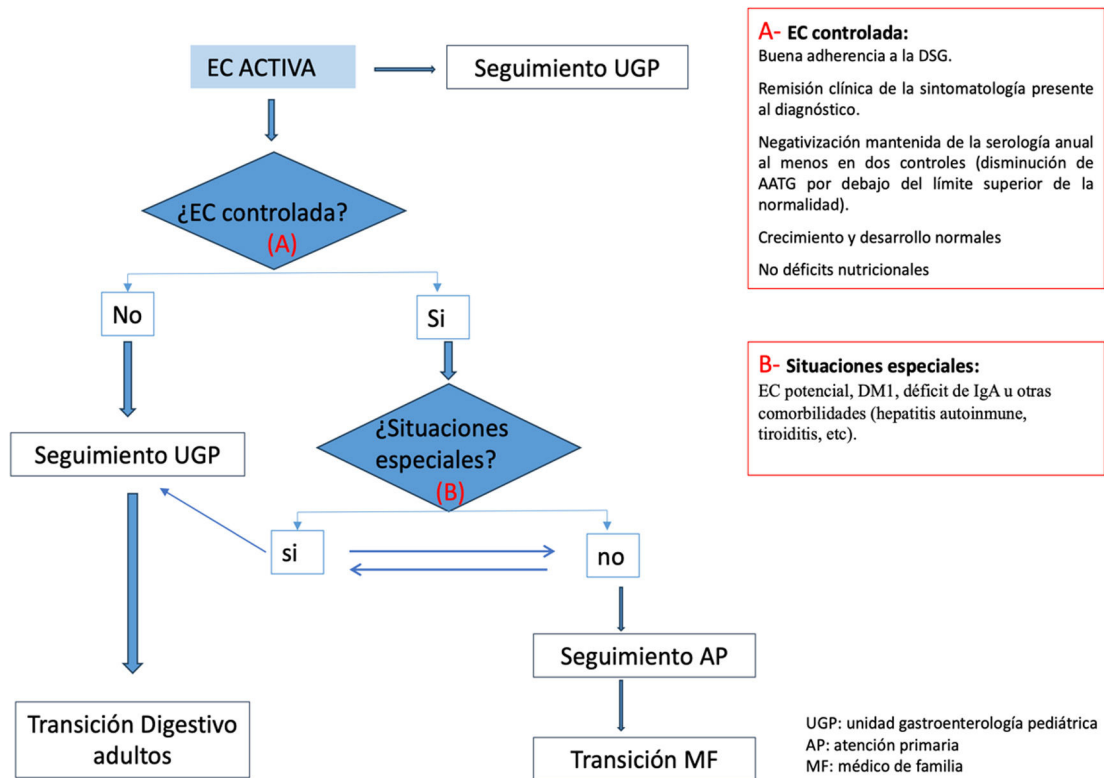 EC ACTIVA
Seguimiento UGP
¿EC controlada?
(A)
No
Si
Seguimiento UGP
¿Situaciones
especiales?
(B)
si
no
Seguimiento AP
Transición Digestivo
adultos
Transición MF
A- EC controlada:
Buena adherencia a la DSG.
Remisión clínica de la sintomatología presente
al diagnóstico.
Negativización mantenida de la serología anual
al menos en dos controles (disminución de
AATG por debajo del límite superior de la
normalidad).
Crecimiento y desarrollo normales
No déficits nutricionales
B- Situaciones especiales:
EC potencial, DM1, déficit de IgA u otras
comorbilidades (hepatitis autoinmune,
tiroiditis, etc).
UGP: unidad gastroenterología pediátrica
AP: atención primaria
MF: médico de familia